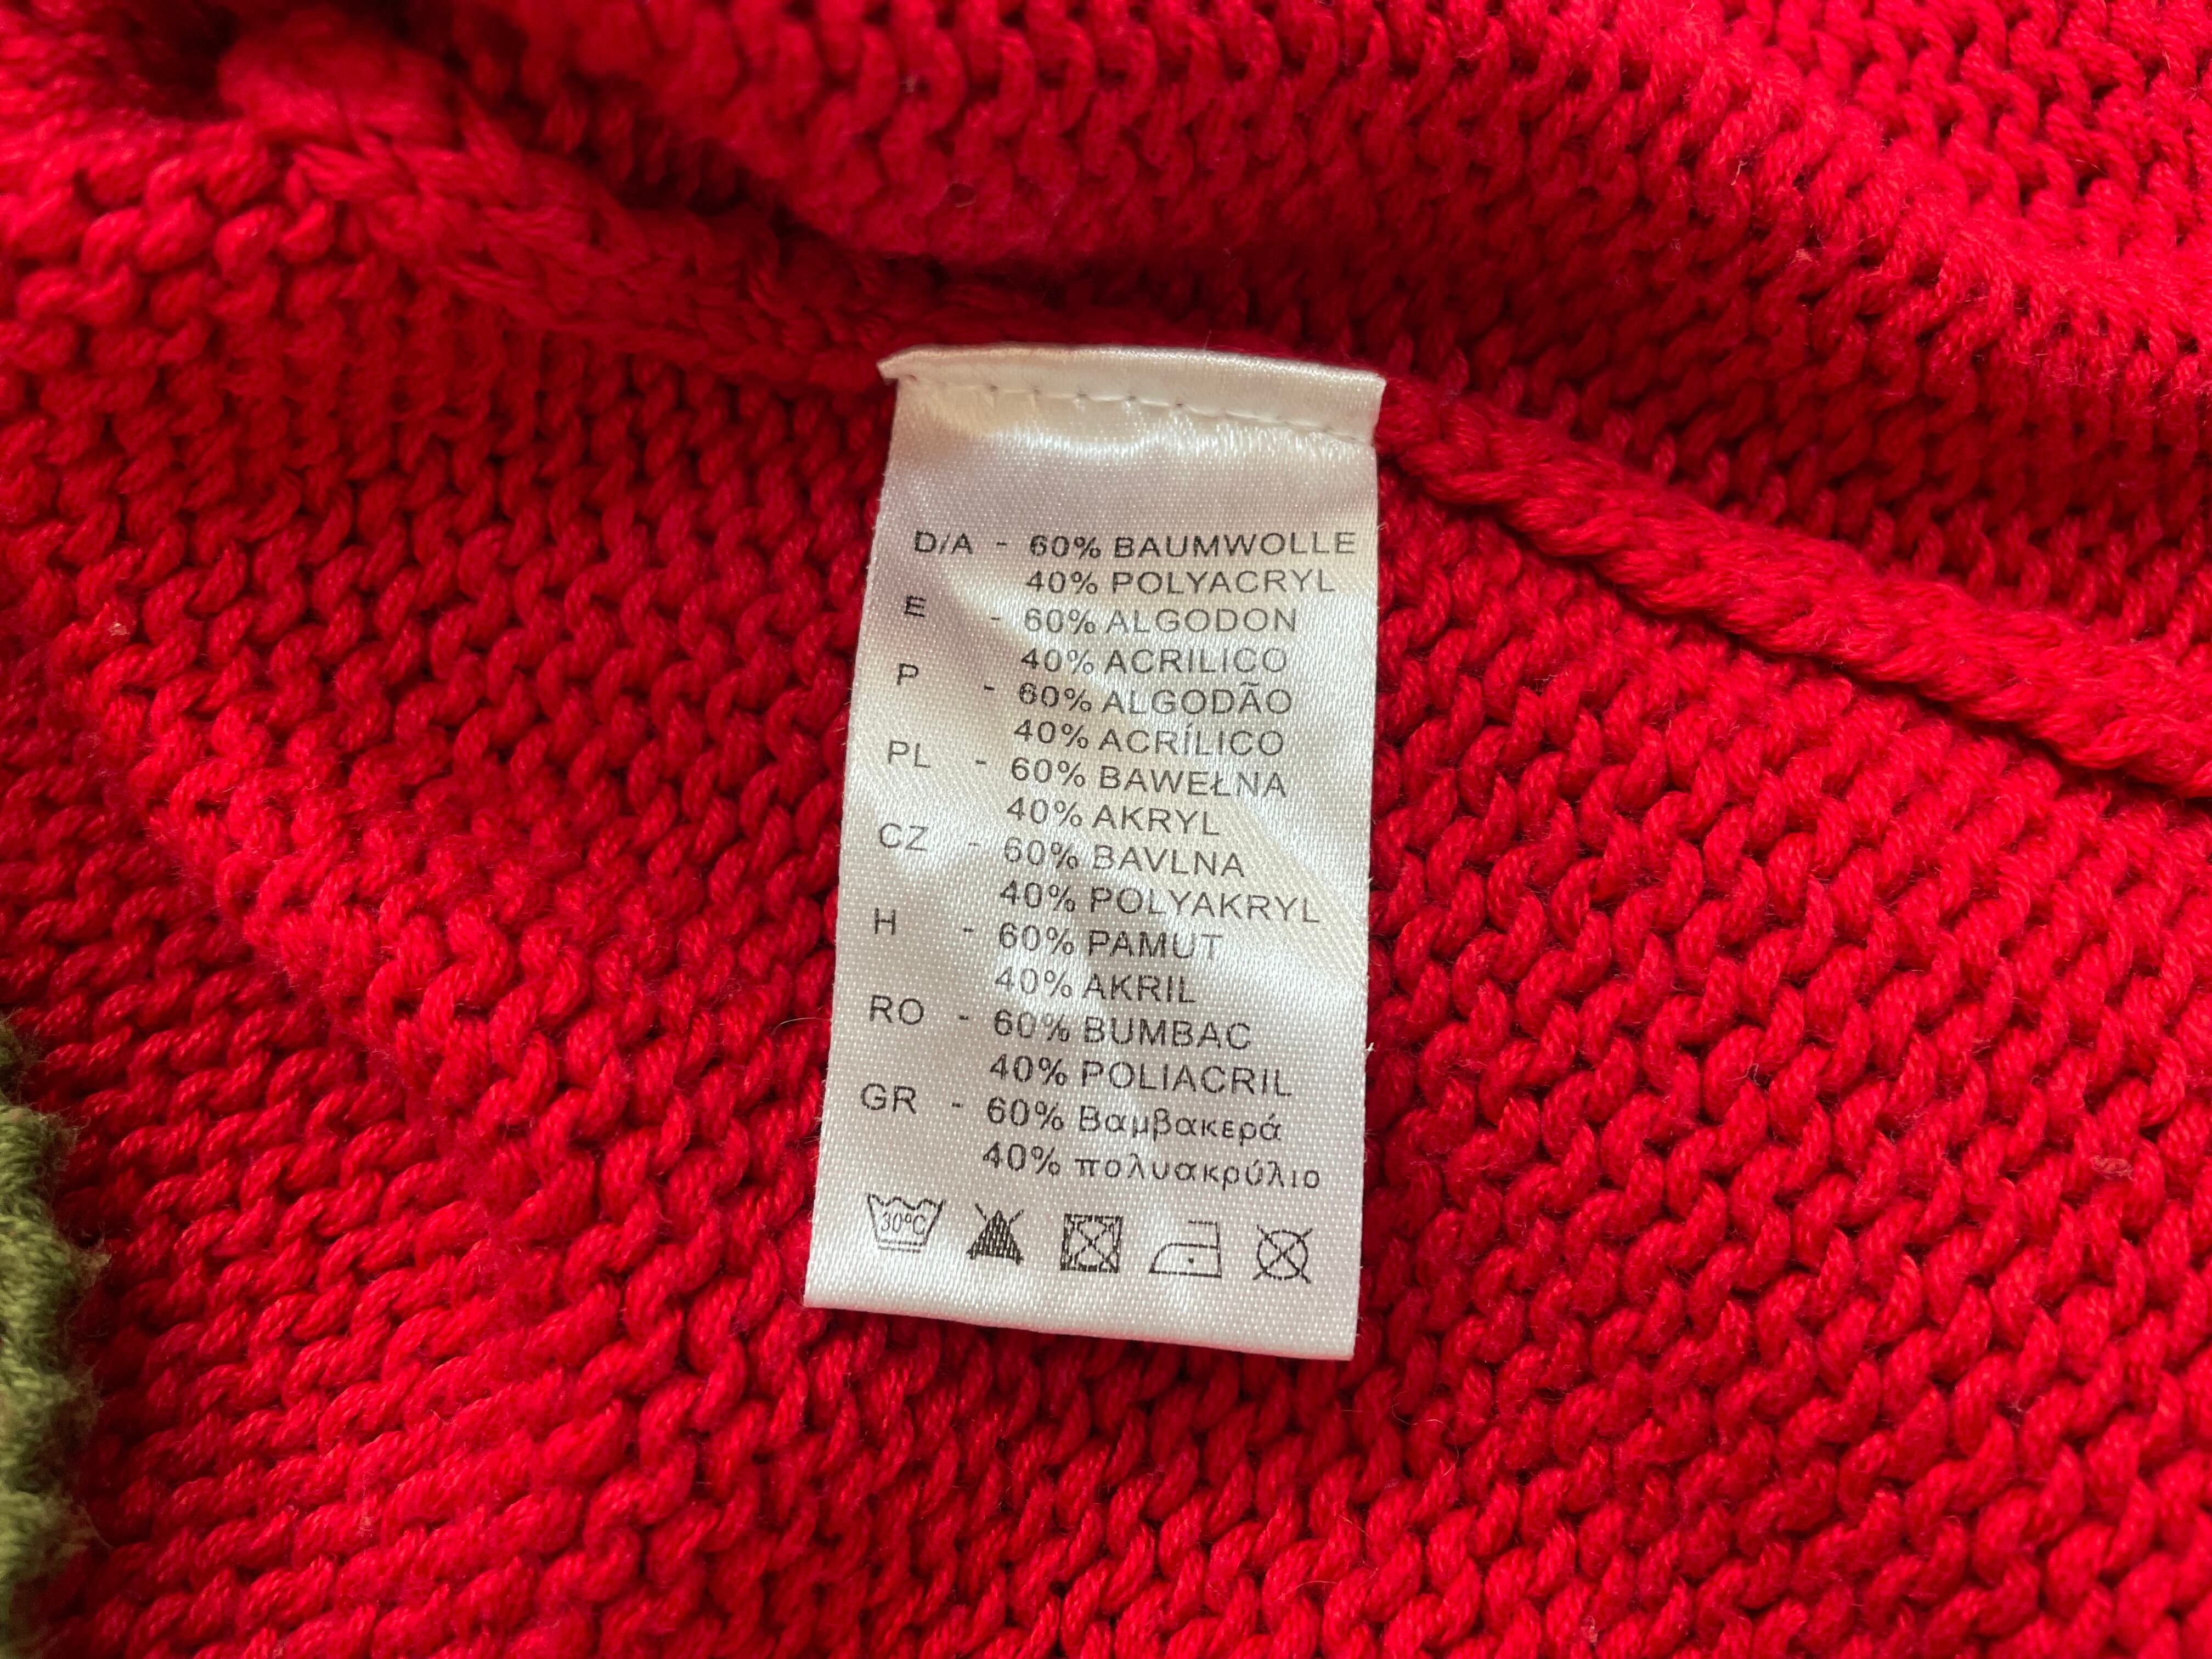 D/A - 60% BAUMWOLLE
40% POLYACRYL
E - 60% ALGODON
40% ACRILICO
P - 60% ALGODÃO
40% ACRÍLICO
PL - 60% BAWEŁNA
40% AKRYL
CZ - 60% BAVLNA
40% POLYAKRYL
H - 60% PAMUT
40% AKRIL
RO - 60% BUMBAC
40% POLIACRIL
GR - 60% Βαμβακερά
40% πολυακρύλιο
30°C